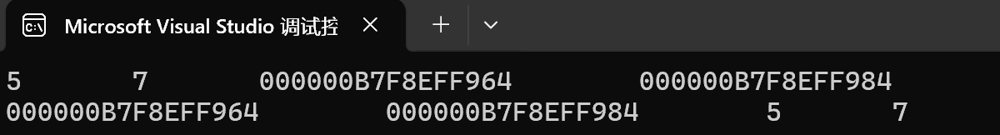 Microsoft Visual Studio 调试控
5 7 000000B7F8EFF964 000000B7F8EFF984
000000B7F8EFF964 000000B7F8EFF984 5 7